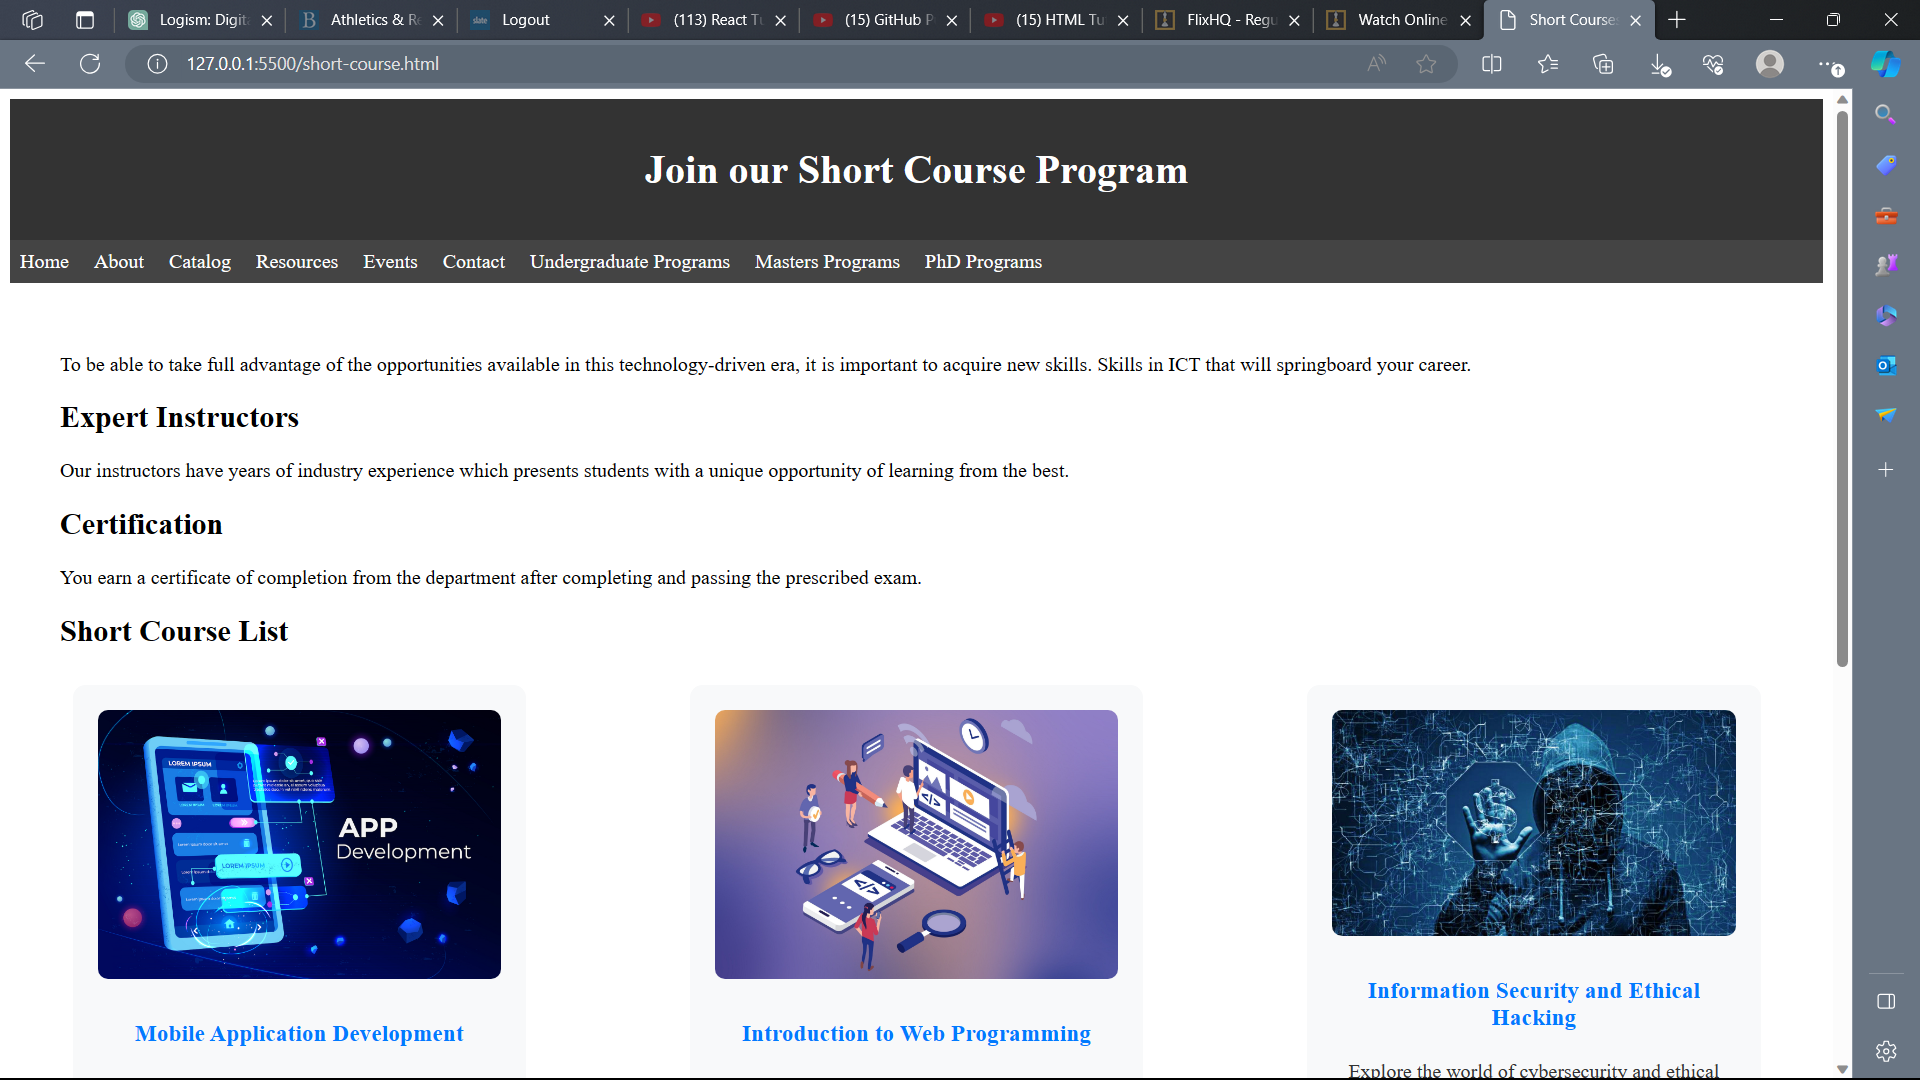 Logism: Digit
Athletics & Re
slate Logout
(113) React Tu
(15) GitHub P
(15) HTML Tu
FlixHQ - Regu
Watch Online
Short Course
127.0.0.1:5500/short-course.html
Join our Short Course Program
Home About Catalog Resources Events Contact Undergraduate Programs Masters Programs PhD Programs
To be able to take full advantage of the opportunities available in this technology-driven era, it is important to acquire new skills. Skills in ICT that will springboard your career.
Expert Instructors
Our instructors have years of industry experience which presents students with a unique opportunity of learning from the best.
Certification
You earn a certificate of completion from the department after completing and passing the prescribed exam.
Short Course List
LOREM IPSUM
APP
Development
LOREM IPSUM
Mobile Application Development
Introduction to Web Programming
Information Security and Ethical
Hacking
Explore the world of cybersecurity and ethical